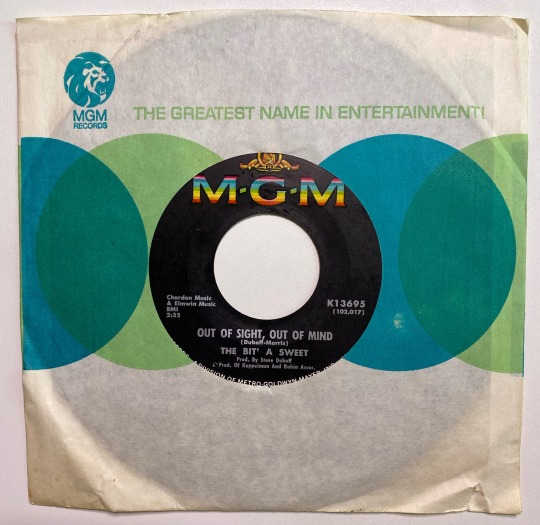 MGM
RECORDS
THE GREATEST NAME IN ENTERTAINMENT!
M-G-M
Chardon Music
& Elmwin Music
BMI
2:32
K13695
(102,017)
OUT OF SIGHT, OUT OF MIND
(Duboff-Morris)
THE BIT' A SWEET
Prod. By Steve Duboff
Prod. Of Koppelman And Rubin Assoc.
DIVISION OF METRO-GOLDWYN-MAYER